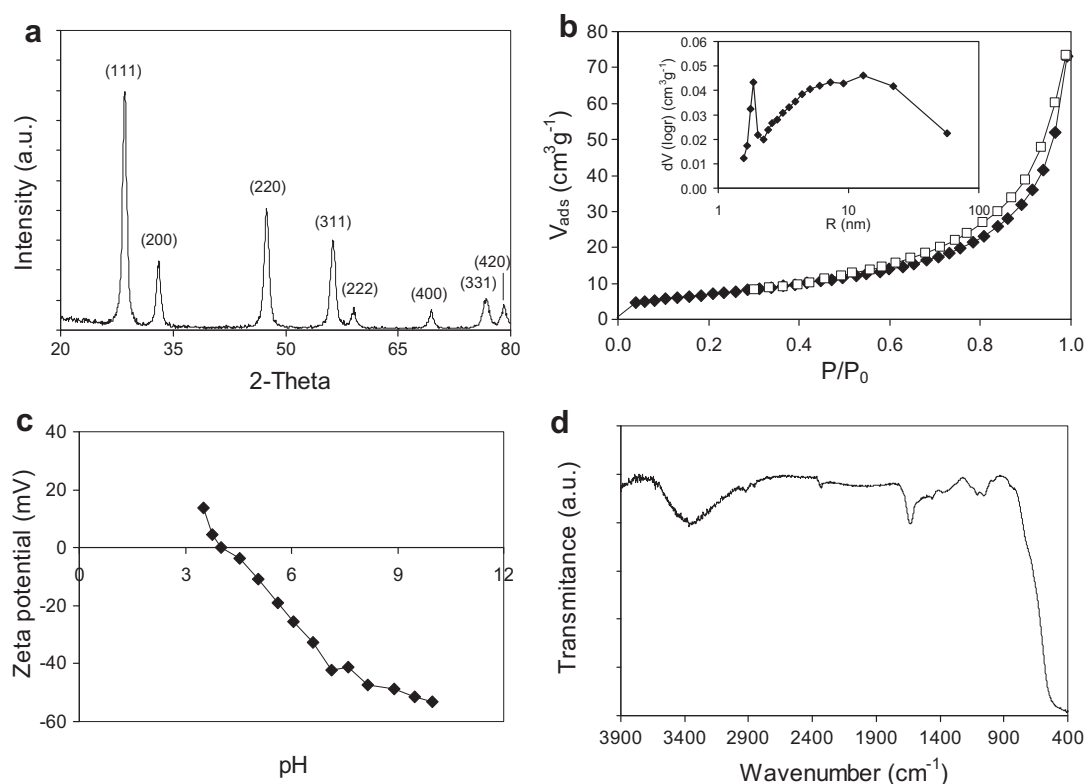 a
Intensity (a.u.)
(111)
(200)
(220)
(311)
(222)
(400)
(331)
(420)
20 35 50 65 80
2-Theta
b
V_ads (cm³g⁻¹)
80
70
60
50
40
30
20
10
0
0.0 0.2 0.4 0.6 0.8 1.0
P/P₀
dV (logr) (cm³g⁻¹)
0.06
0.05
0.04
0.03
0.02
0.01
0.00
1 10 100
R (nm)
c
Zeta potential (mV)
40
20
0
-20
-40
-60
0 3 6 9 12
pH
d
Transmitance (a.u.)
3900 3400 2900 2400 1900 1400 900 400
Wavenumber (cm⁻¹)